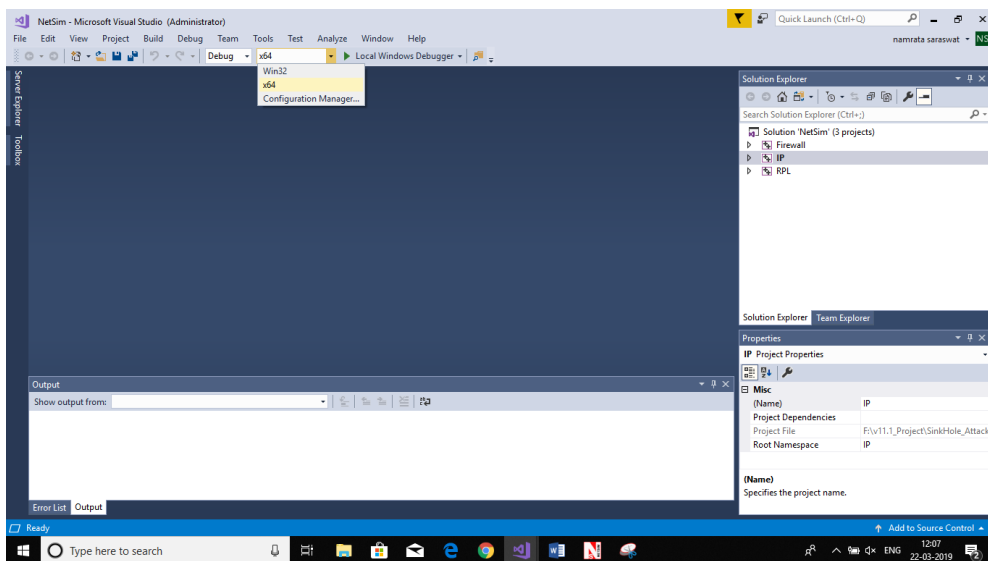 NetSim - Microsoft Visual Studio (Administrator)
Quick Launch (Ctrl+Q)
File Edit View Project Build Debug Team Tools Test Analyze Window Help
namrata saraswat
NS
Debug
x64
Local Windows Debugger
Win32
x64
Configuration Manager...
Server Explorer
Toolbox
Solution Explorer
Search Solution Explorer (Ctrl+;)
Solution 'NetSim' (3 projects)
Firewall
IP
RPL
Solution Explorer Team Explorer
Properties
IP Project Properties
Misc
(Name) IP
Project Dependencies
Project File F:\v11.1_Project\SinkHole_Attack
Root Namespace IP
(Name)
Specifies the project name.
Output
Show output from:
Error List Output
Ready
Add to Source Control
Type here to search
ENG
12:07
22-03-2019
2